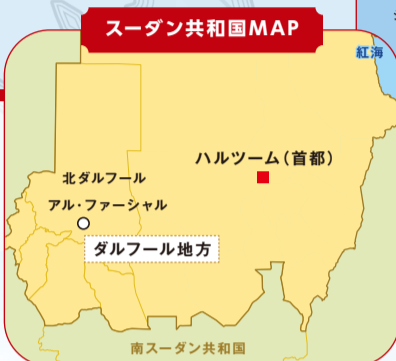 スーダン共和国MAP
紅海
ハルツーム(首都)
北ダルフール
アル・ファーシャル
ダルフール地方
南スーダン共和国